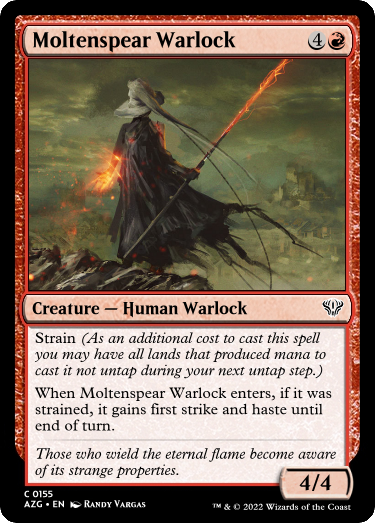 Moltenspear Warlock 4
Creature — Human Warlock
Strain (As an additional cost to cast this spell
you may have all lands that produced mana to
cast it not untap during your next untap step.)
When Moltenspear Warlock enters, if it was
strained, it gains first strike and haste until
end of turn.
Those who wield the eternal flame become aware
of its strange properties.
4/4
C 0155
AZG • EN Randy Vargas
™ & © 2022 Wizards of the Coast